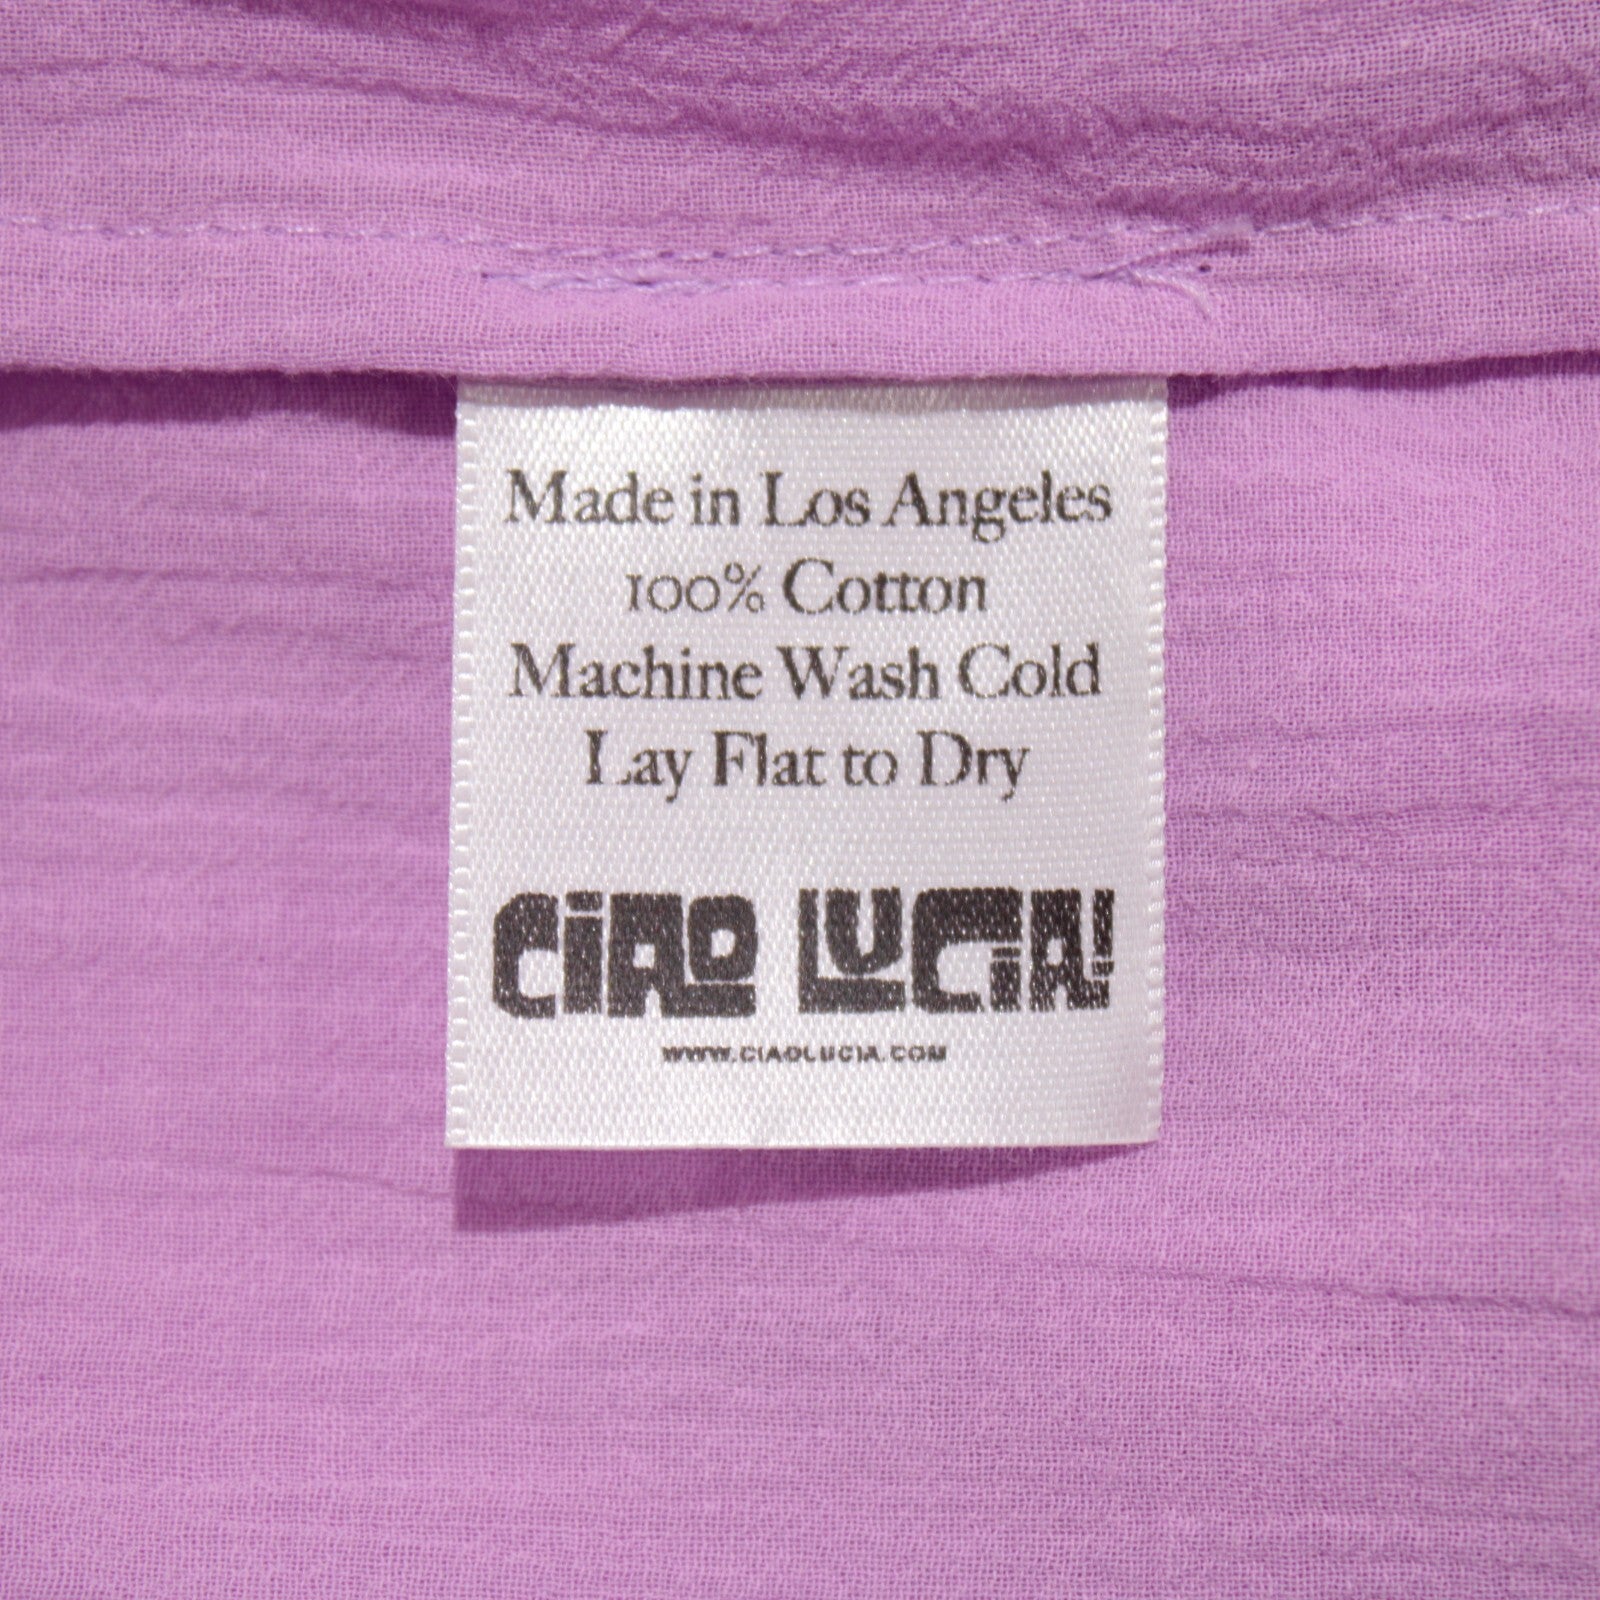 Made in Los Angeles
100% Cotton
Machine Wash Cold
Lay Flat to Dry
CIAO LUCIA!
WWW.CIAOLUCIA.COM